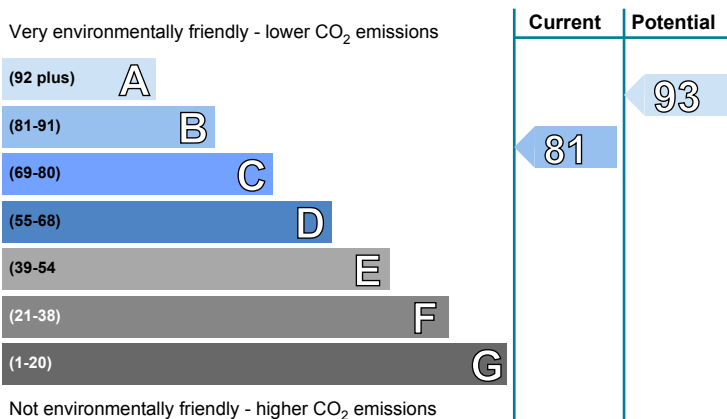 Very environmentally friendly - lower CO2 emissions
Current
Potential
(92 plus) A
(81-91) B
(69-80) C
(55-68) D
(39-54 E
(21-38) F
(1-20) G
93
81
Not environmentally friendly - higher CO2 emissions